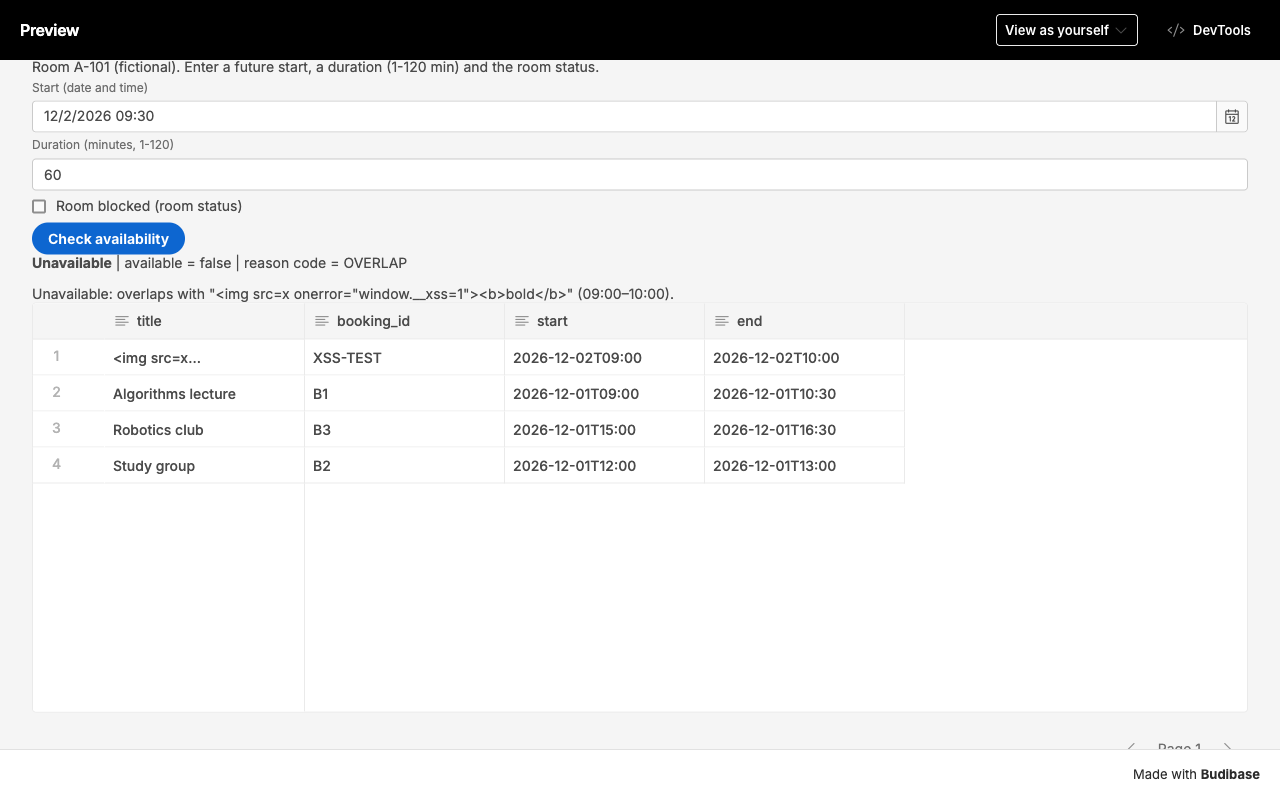 Preview
View as yourself
</> DevTools
Room A-101 (fictional). Enter a future start, a duration (1-120 min) and the room status.
Start (date and time)
12/2/2026 09:30
12
Duration (minutes, 1-120)
60
Room blocked (room status)
Check availability
Unavailable | available = false | reason code = OVERLAP
Unavailable: overlaps with "<img src=x onerror="window.__xss=1"><b>bold</b>" (09:00–10:00).
title booking_id start end
1 <img src=x... XSS-TEST 2026-12-02T09:00 2026-12-02T10:00
2 Algorithms lecture B1 2026-12-01T09:00 2026-12-01T10:30
3 Robotics club B3 2026-12-01T15:00 2026-12-01T16:30
4 Study group B2 2026-12-01T12:00 2026-12-01T13:00
Page 1
Made with Budibase